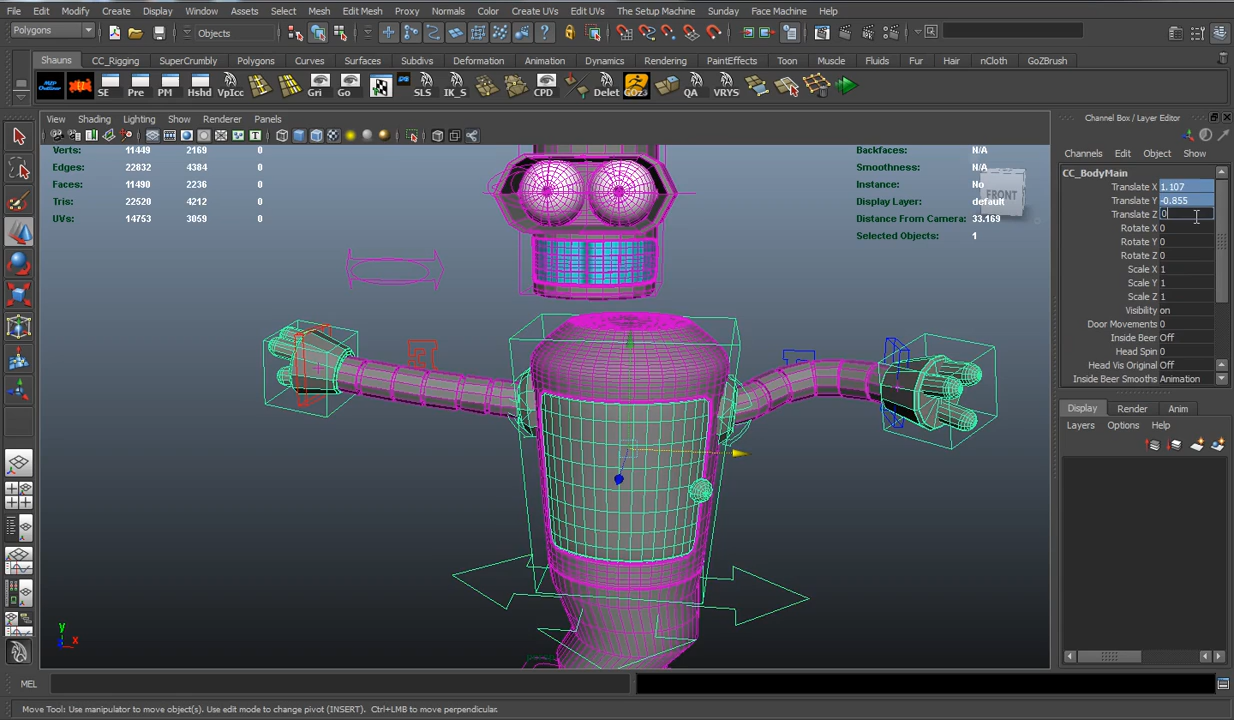 File Edit Modify Create Display Window Assets Select Mesh Edit Mesh Proxy Normals Color Create UVs Edit UVs The Setup Machine Sunday Face Machine Help
Polygons Objects
Shauns CC_Rigging SuperCrumbly Polygons Curves Surfaces Subdivs Deformation Animation Dynamics Rendering PaintEffects Toon Muscle Fluids Fur Hair nCloth GoZBrush
SE Pre PM Hshd VpIcc Gri Go SLS IK_S CPD Delet GOZ QA VRYS
View Shading Lighting Show Renderer Panels
Verts: 11449 2169 0
Edges: 22832 4384 0
Faces: 11490 2236 0
Tris: 22520 4212 0
UVs: 14753 3059 0
Backfaces: N/A
Smoothness: N/A
Instance: No
Display Layer: default
Distance From Camera: 33.169
Selected Objects: 1
FRONT
y
x
Channel Box / Layer Editor
Channels Edit Object Show
CC_BodyMain
Translate X 1.107
Translate Y -0.855
Translate Z 0
Rotate X 0
Rotate Y 0
Rotate Z 0
Scale X 1
Scale Y 1
Scale Z 1
Visibility on
Door Movements 0
Inside Beer Off
Head Spin 0
Head Vis Original Off
Inside Beer Smooths Animation
Display Render Anim
Layers Options Help
MEL
Move Tool: Use manipulator to move object(s). Use edit mode to change pivot (INSERT). Ctrl+LMB to move perpendicular.